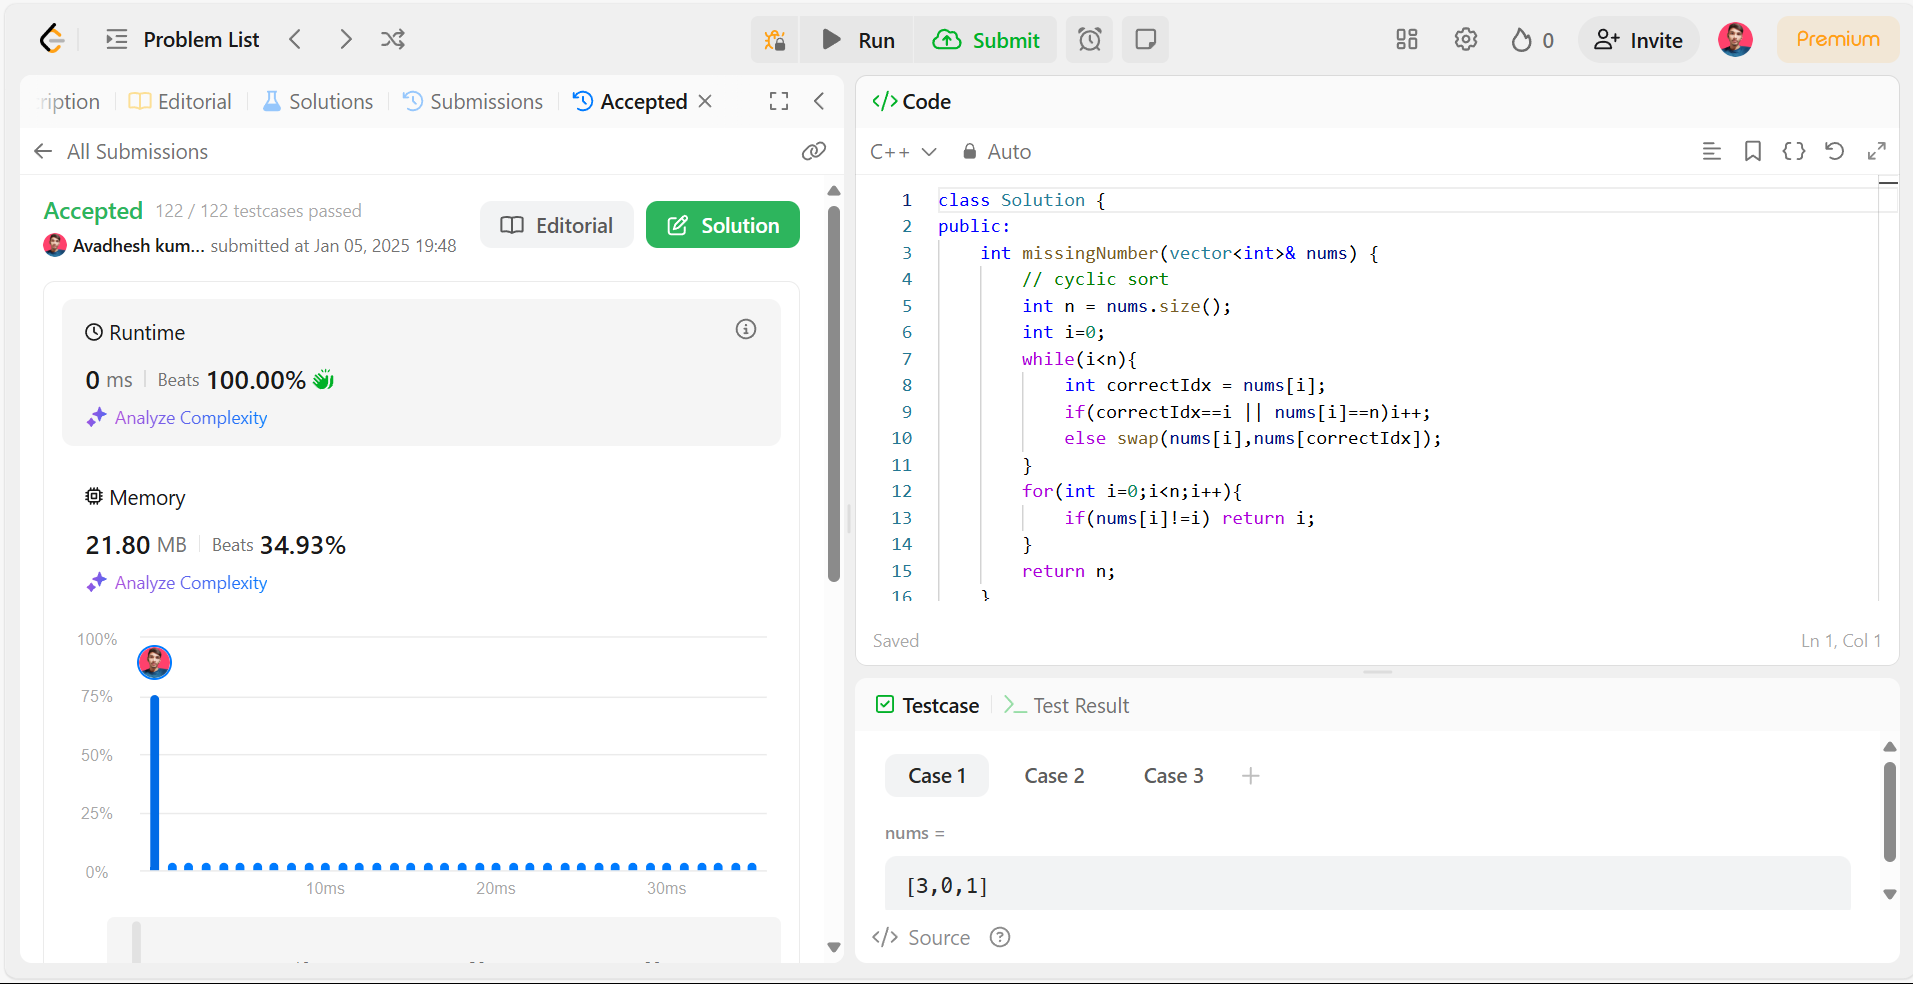 Problem List
Run
Submit
0
Invite
Premium
ription
Editorial
Solutions
Submissions
Accepted
All Submissions
Accepted 122 / 122 testcases passed
Avadhesh kum... submitted at Jan 05, 2025 19:48
Editorial
Solution
Runtime
0 ms Beats 100.00%
Analyze Complexity
Memory
21.80 MB Beats 34.93%
Analyze Complexity
100%
75%
50%
25%
0%
10ms 20ms 30ms
</> Code
C++ Auto
1 class Solution {
2 public:
3 int missingNumber(vector<int>& nums) {
4 // cyclic sort
5 int n = nums.size();
6 int i=0;
7 while(i<n){
8 int correctIdx = nums[i];
9 if(correctIdx==i || nums[i]==n)i++;
10 else swap(nums[i],nums[correctIdx]);
11 }
12 for(int i=0;i<n;i++){
13 if(nums[i]!=i) return i;
14 }
15 return n;
16 }
Saved
Ln 1, Col 1
Testcase
Test Result
Case 1
Case 2
Case 3
nums =
[3,0,1]
</> Source